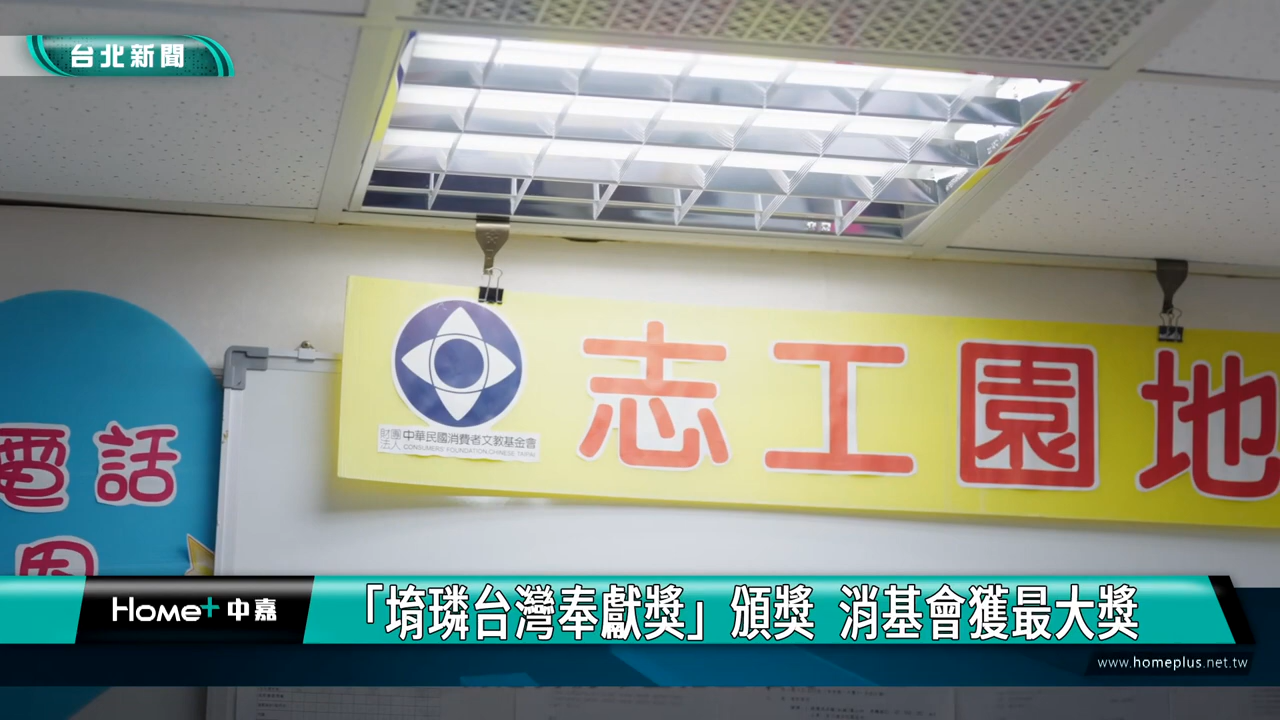 台北新聞
志工園地
財團法人 中華民國消費者文教基金會
CONSUMERS' FOUNDATION, CHINESE TAIPEI
電話
Home+ 中嘉
「堉璘台灣奉獻獎」頒獎 消基會獲最大獎
www.homeplus.net.tw